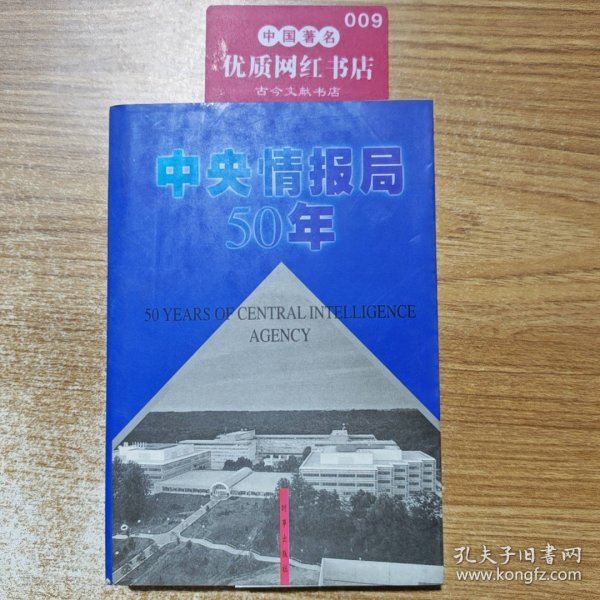 009
中国著名
优质网红书店
古今文献书店
中央情报局
50年
50 YEARS OF CENTRAL INTELLIGENCE
AGENCY
时事出版社
孔夫子旧书网
www.kongfz.com